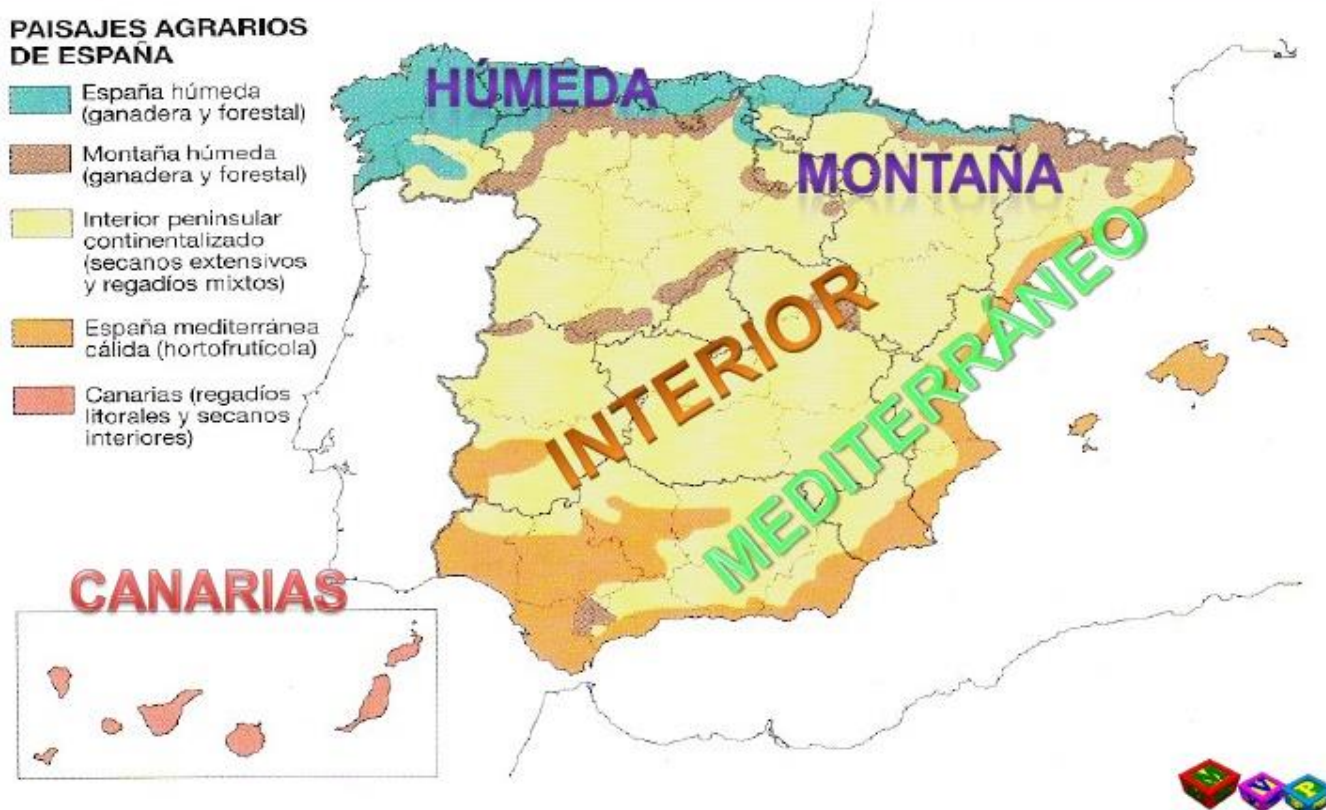 PAISAJES AGRARIOS
DE ESPAÑA
España húmeda
(ganadera y forestal)
Montaña húmeda
(ganadera y forestal)
Interior peninsular
continentalizado
(secanos extensivos
y regadíos mixtos)
España mediterránea
cálida (hortofrutícola)
Canarias (regadíos
litorales y secanos
interiores)
HÚMEDA
MONTAÑA
INTERIOR
MEDITERRÁNEO
CANARIAS
M V P